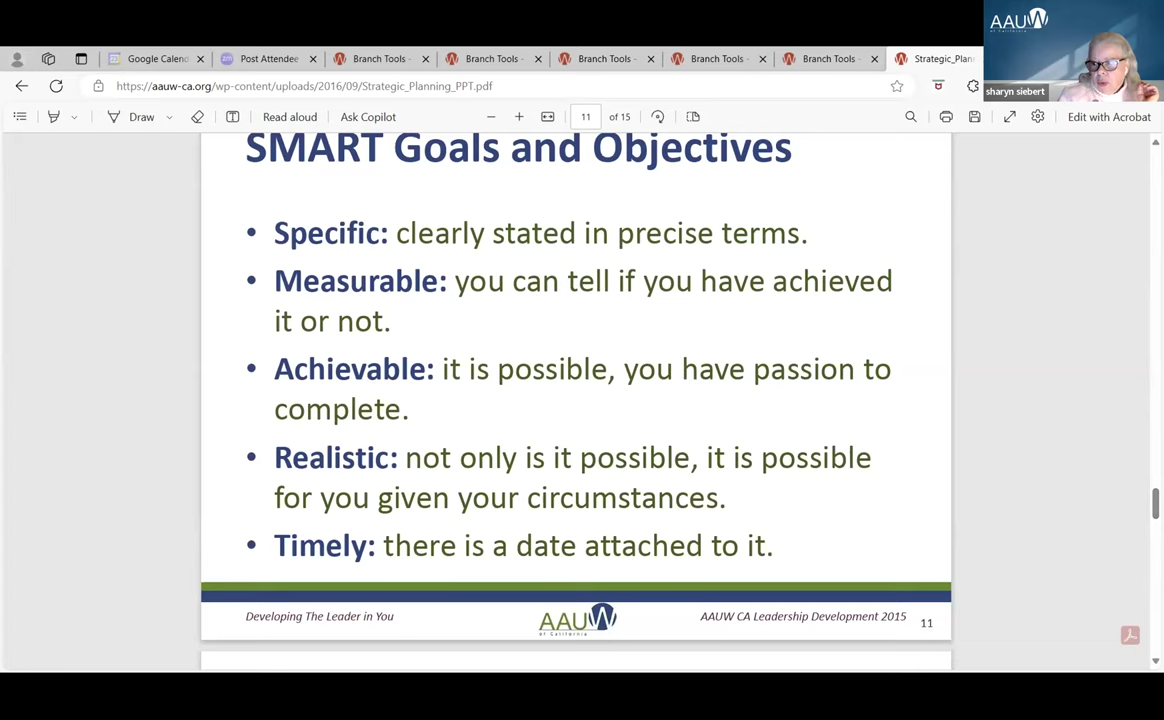 AAUW
of California
sharyn siebert
Google Calend
Post Attendee
Branch Tools -
Branch Tools -
Branch Tools -
Branch Tools -
Branch Tools -
Strategic_Plann
https://aauw-ca.org/wp-content/uploads/2016/09/Strategic_Planning_PPT.pdf
Draw
Read aloud
Ask Copilot
11
of 15
Edit with Acrobat
SMART Goals and Objectives
• Specific: clearly stated in precise terms.
• Measurable: you can tell if you have achieved
it or not.
• Achievable: it is possible, you have passion to
complete.
• Realistic: not only is it possible, it is possible
for you given your circumstances.
• Timely: there is a date attached to it.
Developing The Leader in You
AAUW
of California
AAUW CA Leadership Development 2015
11